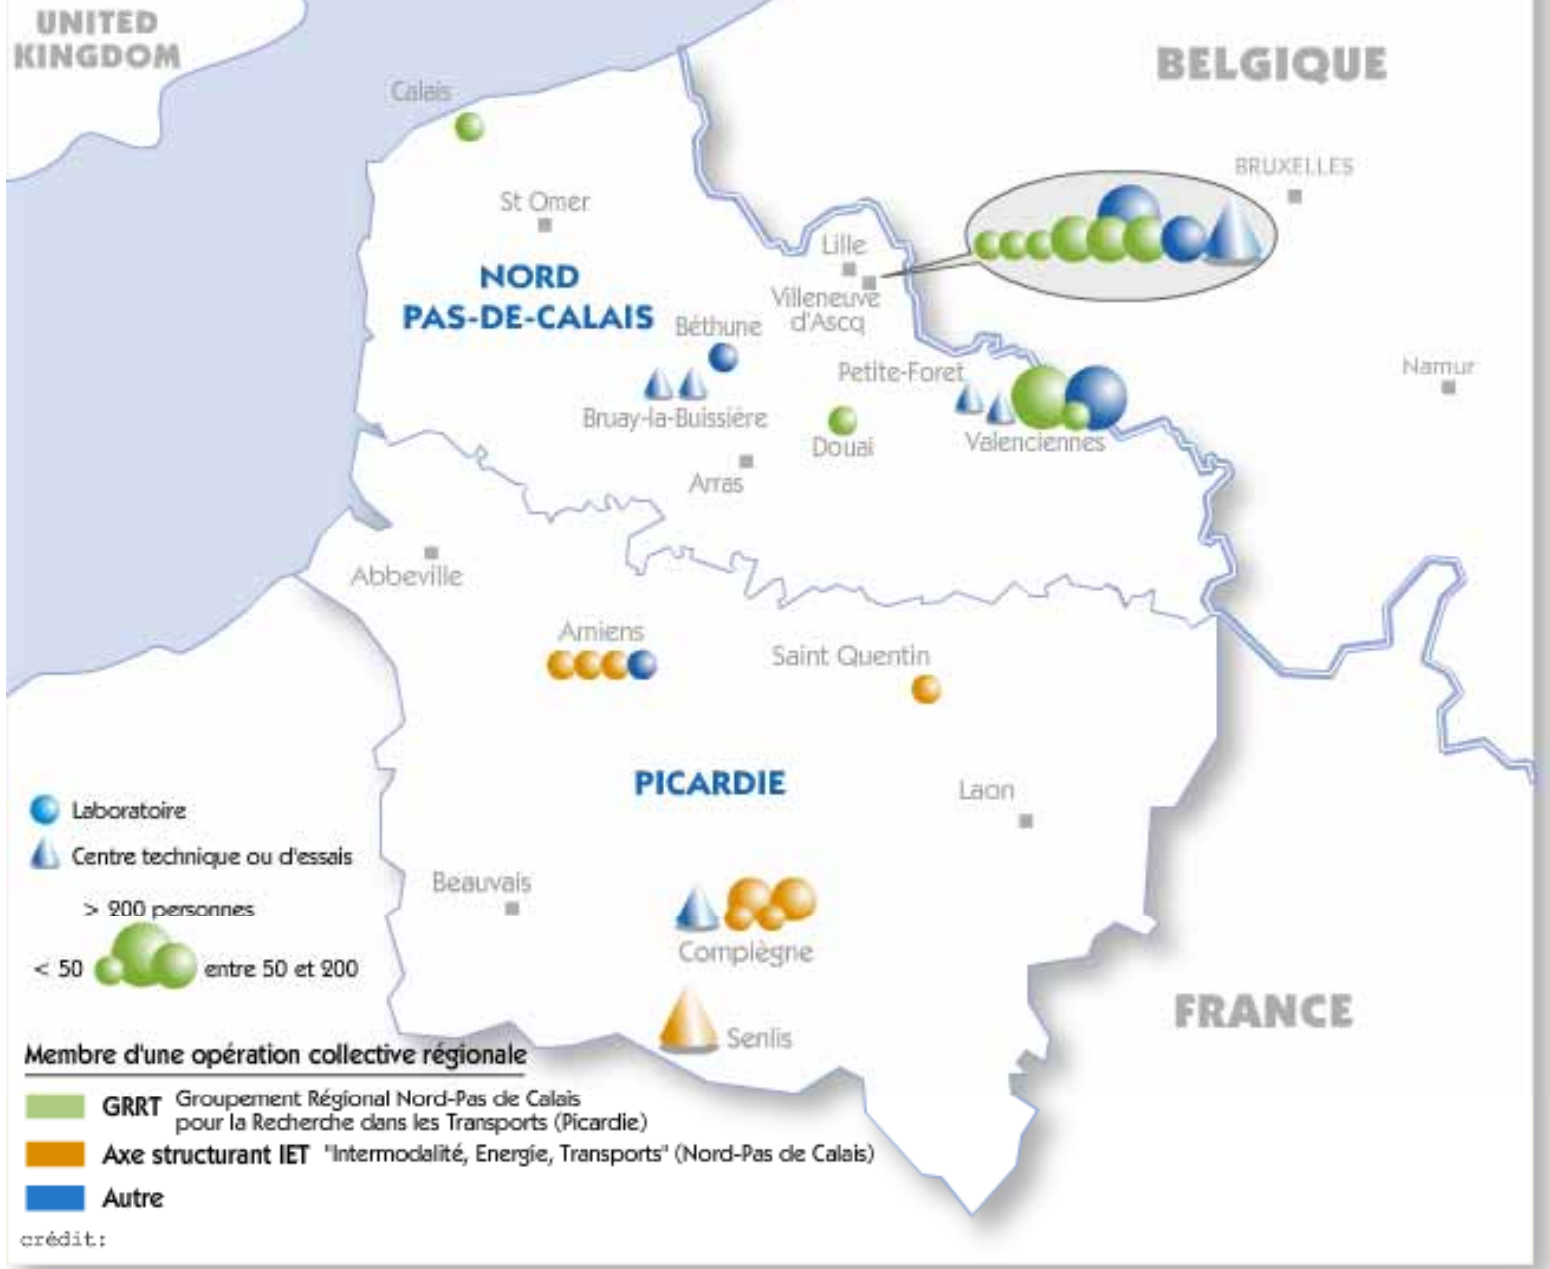 UNITED
KINGDOM
BELGIQUE
Calais
BRUXELLES
St Omer
Lille
NORD
PAS-DE-CALAIS
Villeneuve
d'Ascq
Béthune
Petite-Foret
Namur
Bruay-la-Buissière
Douai
Valenciennes
Arras
Abbeville
Amiens
Saint Quentin
PICARDIE
Laon
Laboratoire
Centre technique ou d'essais
Beauvais
> 200 personnes
Complègne
< 50
entre 50 et 200
FRANCE
Senlis
Membre d'une opération collective régionale
GRRT Groupement Régional Nord-Pas de Calais
pour la Recherche dans les Transports (Picardie)
Axe structurant IET "Intermodalité, Energie, Transports" (Nord-Pas de Calais)
Autre
crédit: